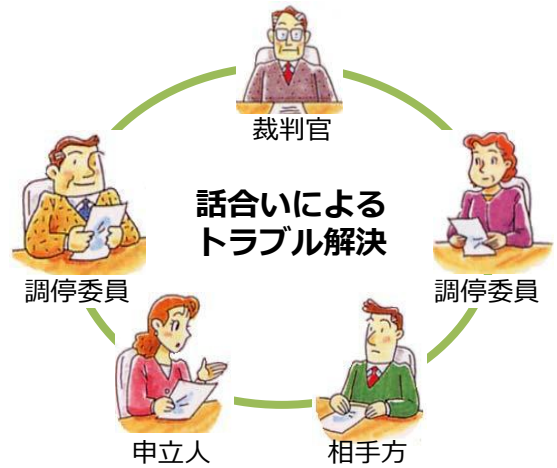 裁判官
話合いによる
トラブル解決
調停委員
調停委員
申立人
相手方